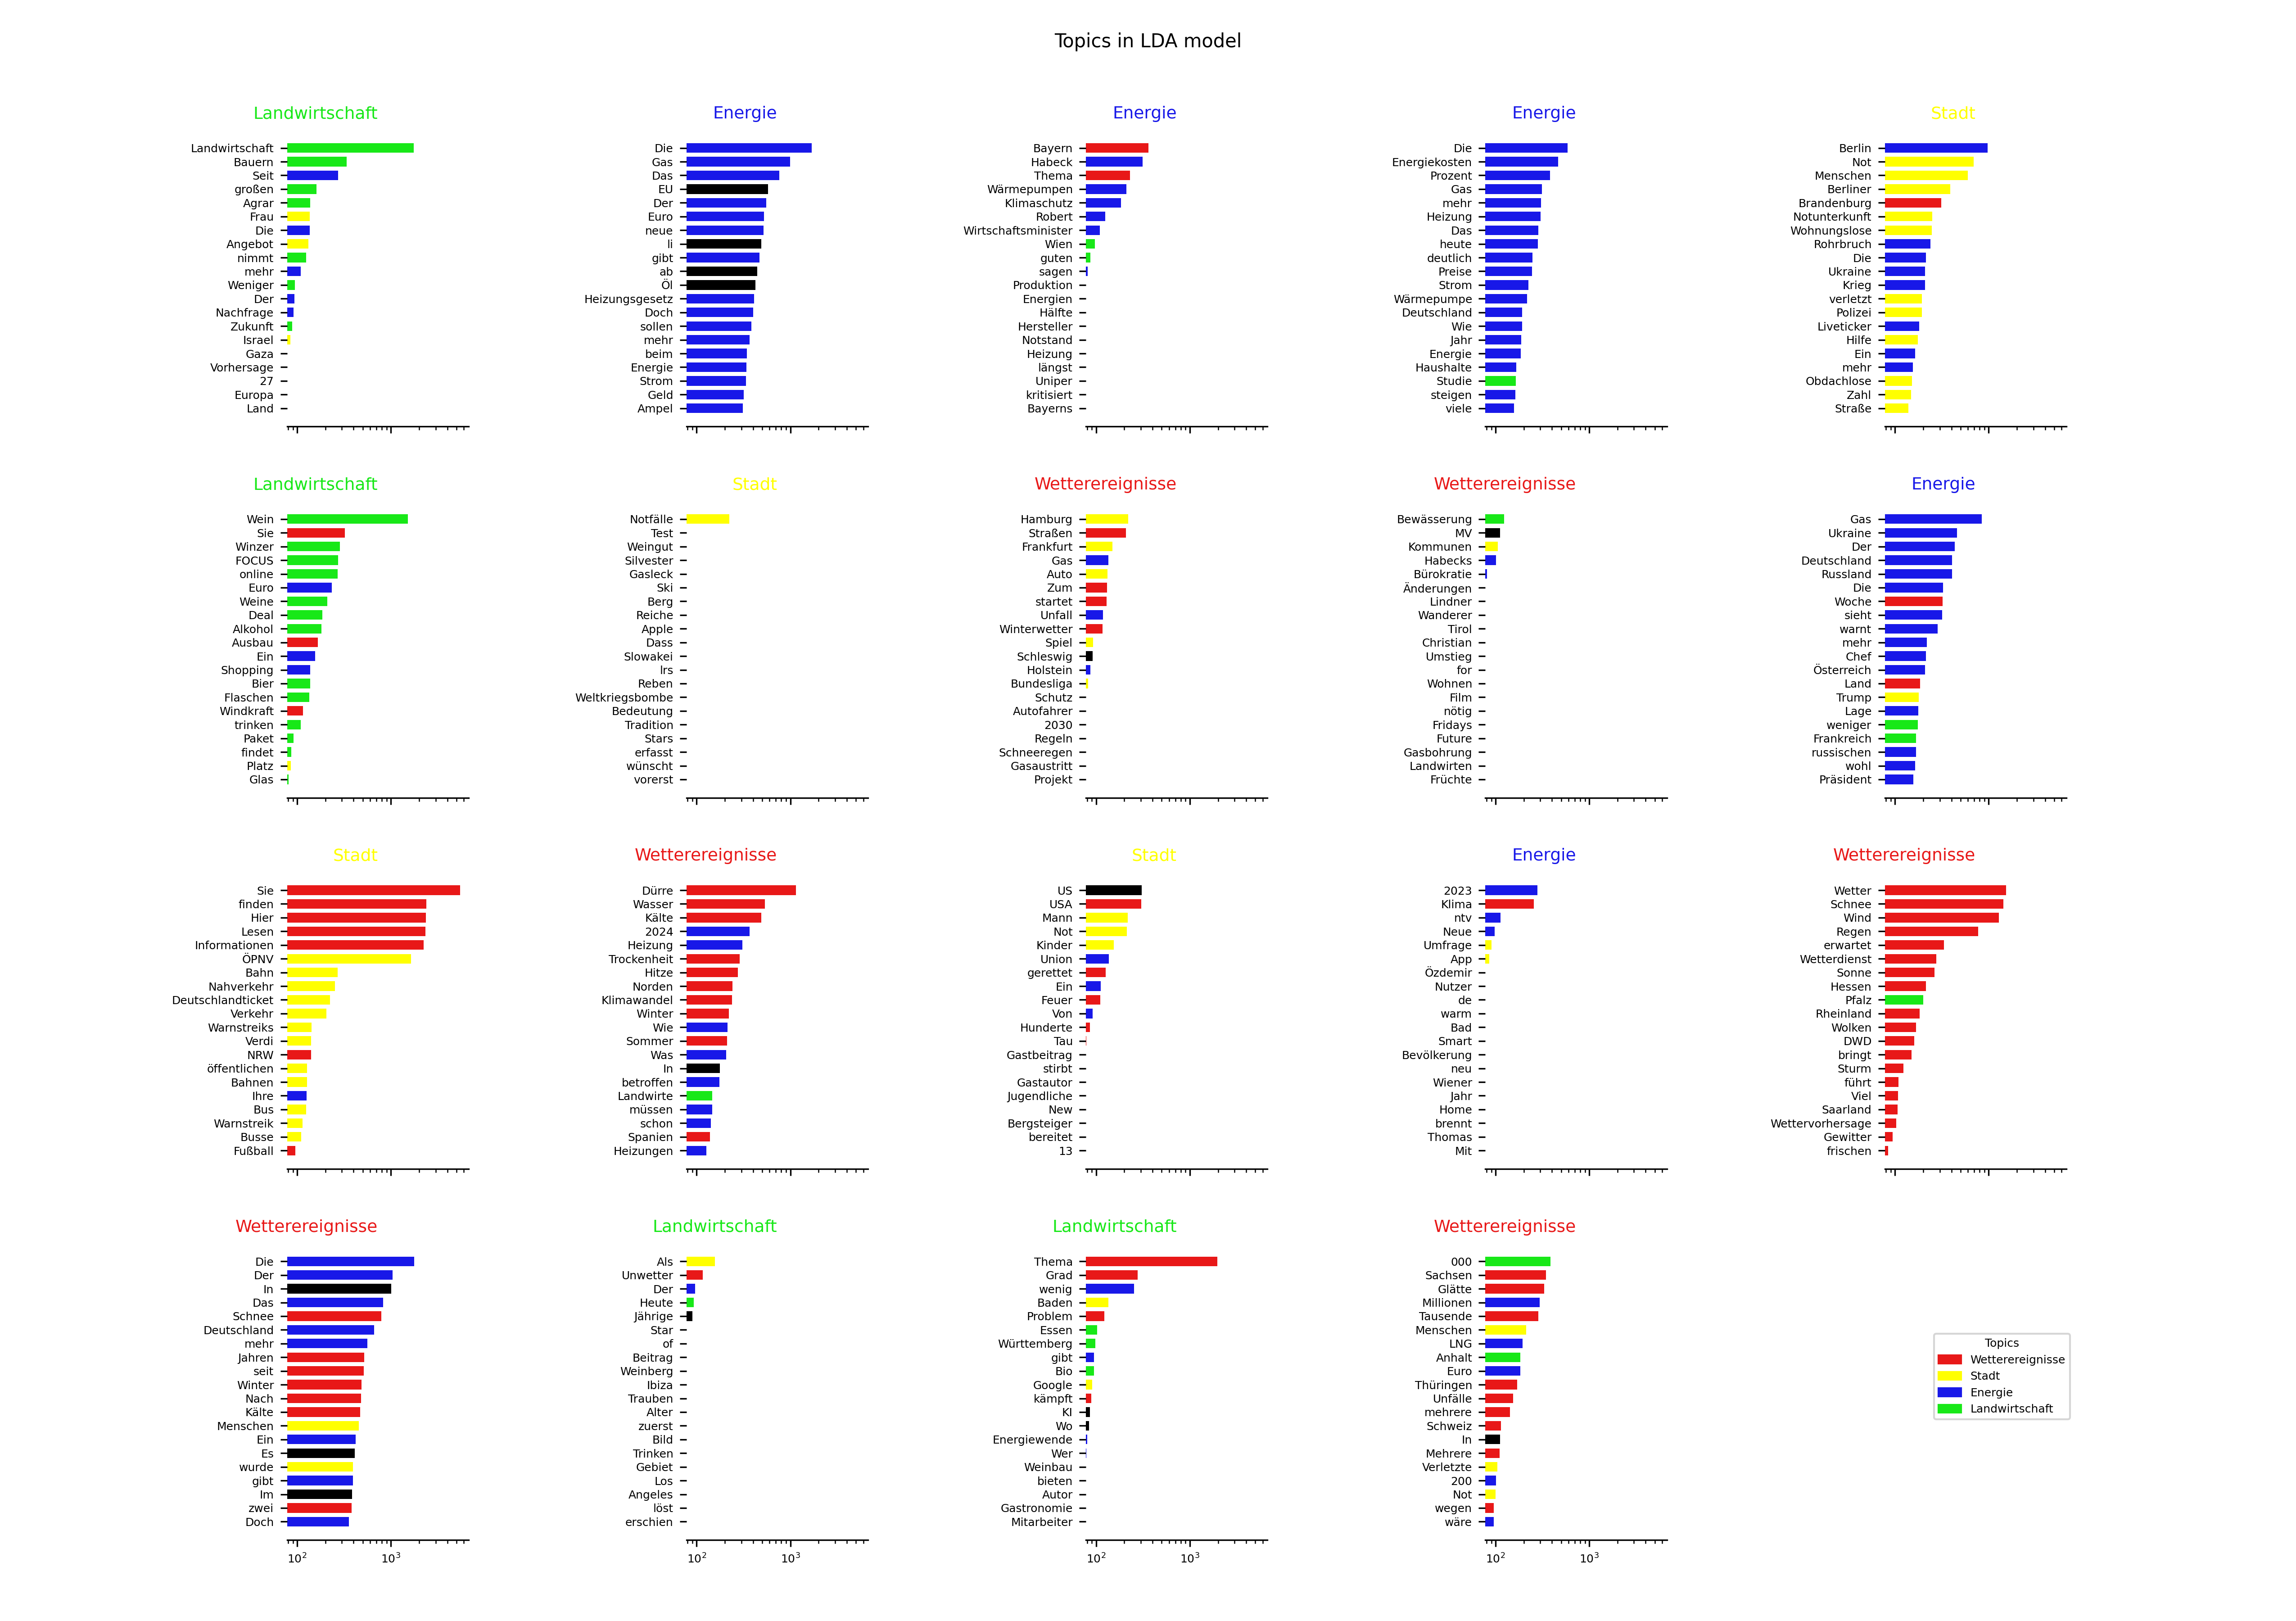 Topics in LDA model
Landwirtschaft
Landwirtschaft
Bauern
Seit
großen
Agrar
Frau
Die
Angebot
nimmt
mehr
Weniger
Der
Nachfrage
Zukunft
Israel
Gaza
Vorhersage
27
Europa
Land
Energie
Die
Gas
Das
EU
Der
Euro
neue
li
gibt
ab
Öl
Heizungsgesetz
Doch
sollen
mehr
beim
Energie
Strom
Geld
Ampel
Energie
Bayern
Habeck
Thema
Wärmepumpen
Klimaschutz
Robert
Wirtschaftsminister
Wien
guten
sagen
Produktion
Energien
Hälfte
Hersteller
Notstand
Heizung
längst
Uniper
kritisiert
Bayerns
Energie
Die
Energiekosten
Prozent
Gas
mehr
Heizung
Das
heute
deutlich
Preise
Strom
Wärmepumpe
Deutschland
Wie
Jahr
Energie
Haushalte
Studie
steigen
viele
Stadt
Berlin
Not
Menschen
Berliner
Brandenburg
Notunterkunft
Wohnungslose
Rohrbruch
Die
Ukraine
Krieg
verletzt
Polizei
Liveticker
Hilfe
Ein
mehr
Obdachlose
Zahl
Straße
Landwirtschaft
Wein
Sie
Winzer
FOCUS
online
Euro
Weine
Deal
Alkohol
Ausbau
Ein
Shopping
Bier
Flaschen
Windkraft
trinken
Paket
findet
Platz
Glas
Stadt
Notfälle
Test
Weingut
Silvester
Gasleck
Ski
Berg
Reiche
Apple
Dass
Slowakei
Irs
Reben
Weltkriegsbombe
Bedeutung
Tradition
Stars
erfasst
wünscht
vorerst
Wetterereignisse
Hamburg
Straßen
Frankfurt
Gas
Auto
Zum
startet
Unfall
Winterwetter
Spiel
Schleswig
Holstein
Bundesliga
Schutz
Autofahrer
2030
Regeln
Schneeregen
Gasaustritt
Projekt
Wetterereignisse
Bewässerung
MV
Kommunen
Habecks
Bürokratie
Änderungen
Lindner
Wanderer
Tirol
Christian
Umstieg
for
Wohnen
Film
nötig
Fridays
Future
Gasbohrung
Landwirten
Früchte
Energie
Gas
Ukraine
Der
Deutschland
Russland
Die
Woche
sieht
warnt
mehr
Chef
Österreich
Land
Trump
Lage
weniger
Frankreich
russischen
wohl
Präsident
Stadt
Sie
finden
Hier
Lesen
Informationen
ÖPNV
Bahn
Nahverkehr
Deutschlandticket
Verkehr
Warnstreiks
Verdi
NRW
öffentlichen
Bahnen
Ihre
Bus
Warnstreik
Busse
Fußball
Wetterereignisse
Dürre
Wasser
Kälte
2024
Heizung
Trockenheit
Hitze
Norden
Klimawandel
Winter
Wie
Sommer
Was
In
betroffen
Landwirte
müssen
schon
Spanien
Heizungen
Stadt
US
USA
Mann
Not
Kinder
Union
gerettet
Ein
Feuer
Von
Hunderte
Tau
Gastbeitrag
stirbt
Gastautor
Jugendliche
New
Bergsteiger
bereitet
13
Energie
2023
Klima
ntv
Neue
Umfrage
App
Özdemir
Nutzer
de
warm
Bad
Smart
Bevölkerung
neu
Wiener
Jahr
Home
brennt
Thomas
Mit
Wetterereignisse
Wetter
Schnee
Wind
Regen
erwartet
Wetterdienst
Sonne
Hessen
Pfalz
Rheinland
Wolken
DWD
bringt
Sturm
führt
Viel
Saarland
Wettervorhersage
Gewitter
frischen
Wetterereignisse
Die
Der
In
Das
Schnee
Deutschland
mehr
Jahren
seit
Winter
Nach
Kälte
Menschen
Ein
Es
wurde
gibt
Im
zwei
Doch
10²
10³
Landwirtschaft
Als
Unwetter
Der
Heute
Jährige
Star
of
Beitrag
Weinberg
Ibiza
Trauben
Alter
zuerst
Bild
Trinken
Gebiet
Los
Angeles
löst
erschien
10²
10³
Landwirtschaft
Thema
Grad
wenig
Baden
Problem
Essen
Württemberg
gibt
Bio
Google
kämpft
KI
Wo
Energiewende
Wer
Weinbau
bieten
Autor
Gastronomie
Mitarbeiter
10²
10³
Wetterereignisse
000
Sachsen
Glätte
Millionen
Tausende
Menschen
LNG
Anhalt
Euro
Thüringen
Unfälle
mehrere
Schweiz
In
Mehrere
Verletzte
200
Not
wegen
wäre
10²
10³
Topics
Wetterereignisse
Stadt
Energie
Landwirtschaft